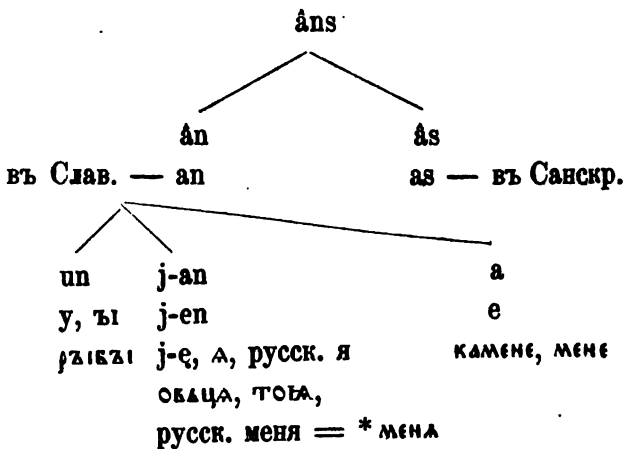 âns
ân âs
въ Слав. — an as — въ Санскр.
un j-an a
у, ъı j-en e
рꙑбꙑ j-ę, ѧ, русск. я камене, мене
овьцѧ, тоѩ,
русск. меня = * менѧ